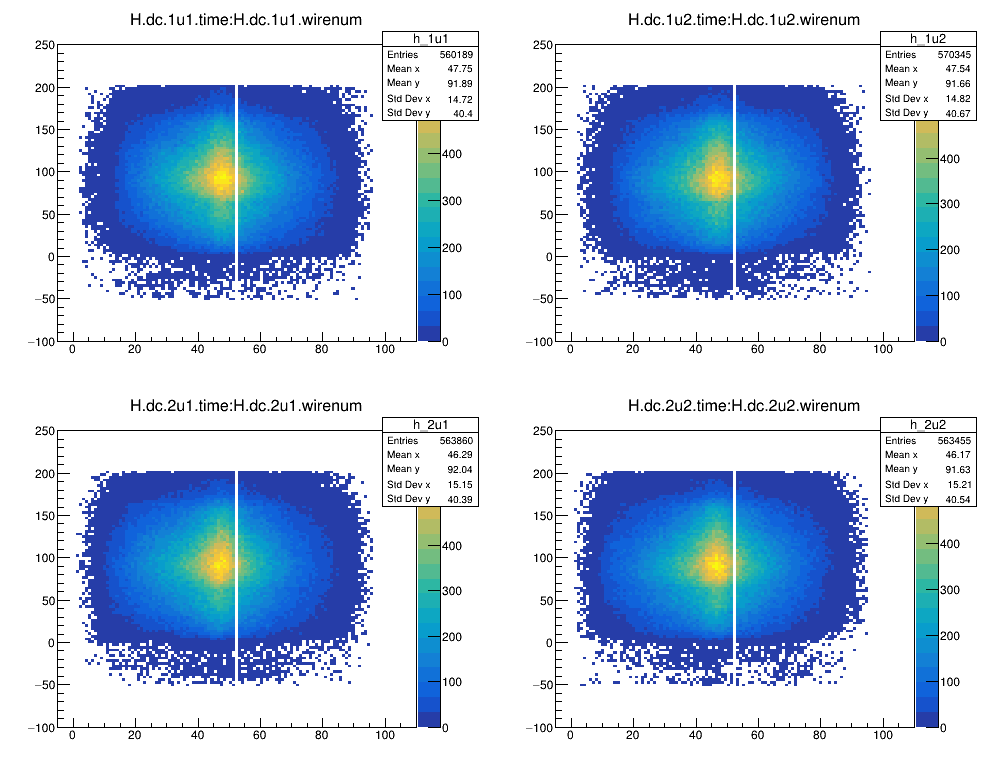 H.dc.1u1.time:H.dc.1u1.wirenum
h_1u1
Entries 560189
Mean x 47.75
Mean y 91.89
Std Dev x 14.72
Std Dev y 40.4
250
200
150
100
50
0
−50
−100
0 20 40 60 80 100
400
300
200
100
0
H.dc.1u2.time:H.dc.1u2.wirenum
h_1u2
Entries 570345
Mean x 47.54
Mean y 91.66
Std Dev x 14.82
Std Dev y 40.67
250
200
150
100
50
0
−50
−100
0 20 40 60 80 100
400
300
200
100
0
H.dc.2u1.time:H.dc.2u1.wirenum
h_2u1
Entries 563860
Mean x 46.29
Mean y 92.04
Std Dev x 15.15
Std Dev y 40.39
250
200
150
100
50
0
−50
−100
0 20 40 60 80 100
400
300
200
100
0
H.dc.2u2.time:H.dc.2u2.wirenum
h_2u2
Entries 563455
Mean x 46.17
Mean y 91.63
Std Dev x 15.21
Std Dev y 40.54
250
200
150
100
50
0
−50
−100
0 20 40 60 80 100
400
300
200
100
0